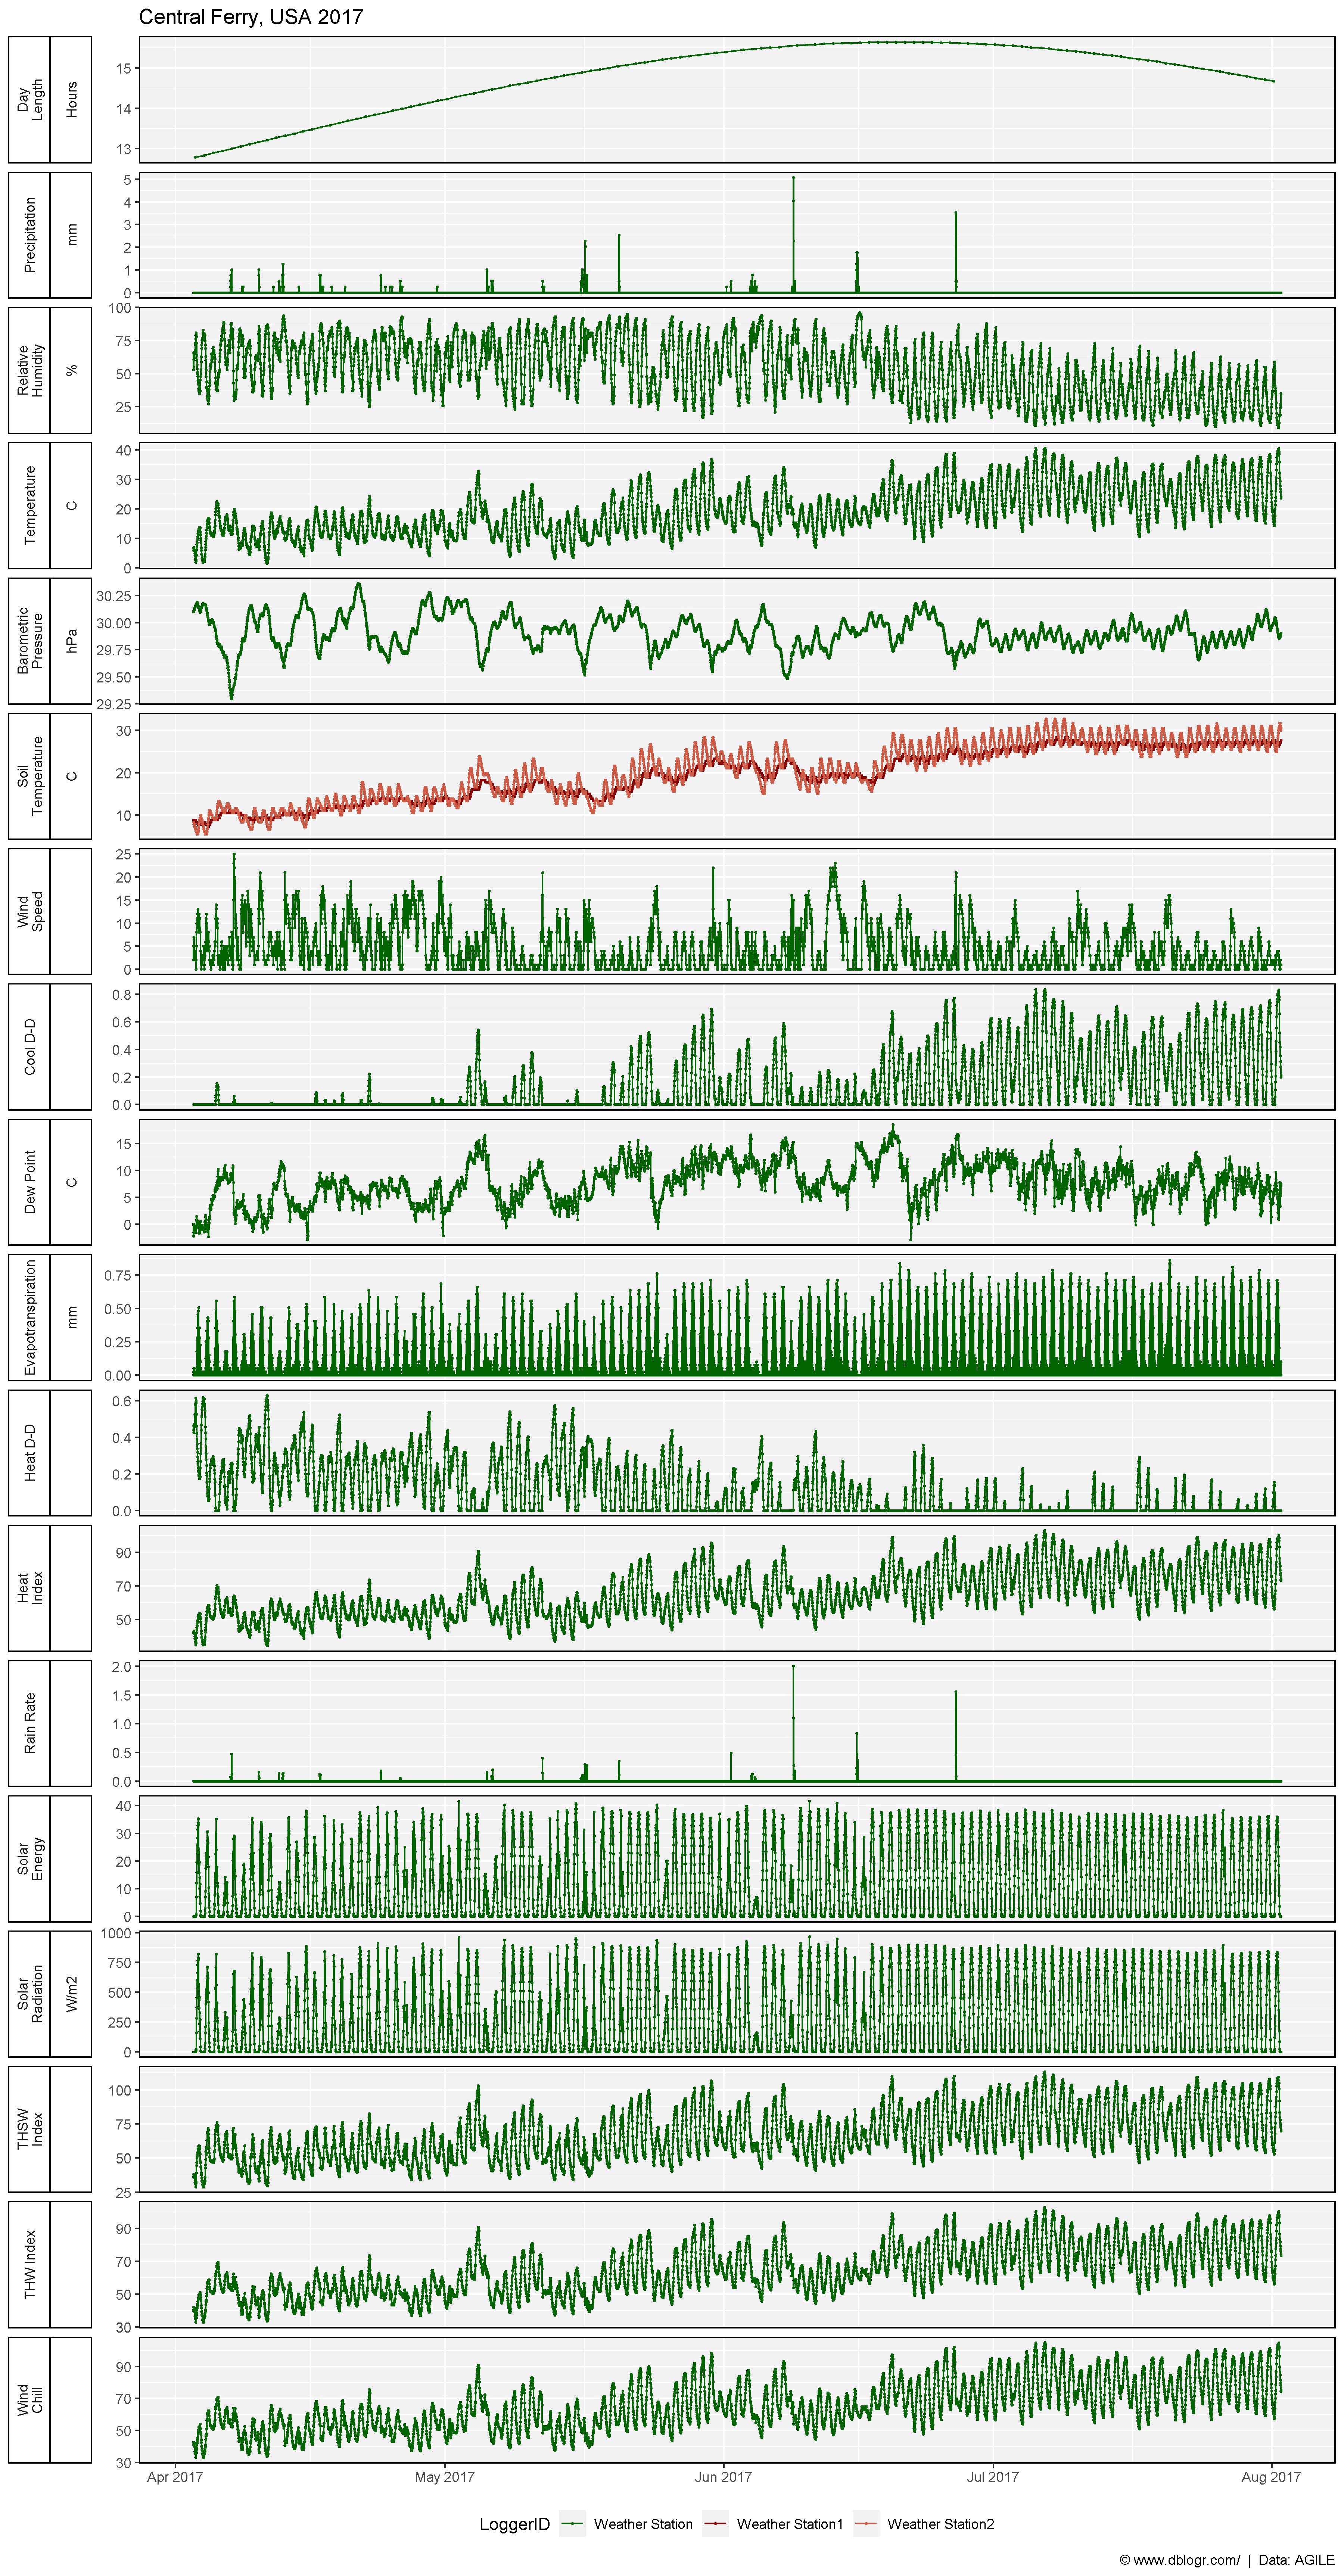 Central Ferry, USA 2017
Day
Length
Hours
15
14
13
Precipitation
mm
5
4
3
2
1
0
Relative
Humidity
%
100
75
50
25
Temperature
C
40
30
20
10
0
Barometric
Pressure
hPa
30.25
30.00
29.75
29.50
29.25
Soil
Temperature
C
30
20
10
Wind
Speed
25
20
15
10
5
0
Cool D-D
0.8
0.6
0.4
0.2
0.0
Dew Point
C
15
10
5
0
Evapotranspiration
mm
0.75
0.50
0.25
0.00
Heat D-D
0.6
0.4
0.2
0.0
Heat
Index
90
70
50
Rain Rate
2.0
1.5
1.0
0.5
0.0
Solar
Energy
40
30
20
10
0
Solar
Radiation
W/m2
1000
750
500
250
0
THSW
Index
100
75
50
25
THW Index
90
70
50
30
Wind
Chill
90
70
50
30
Apr 2017 May 2017 Jun 2017 Jul 2017 Aug 2017
LoggerID Weather Station Weather Station1 Weather Station2
© www.dblogr.com/ | Data: AGILE